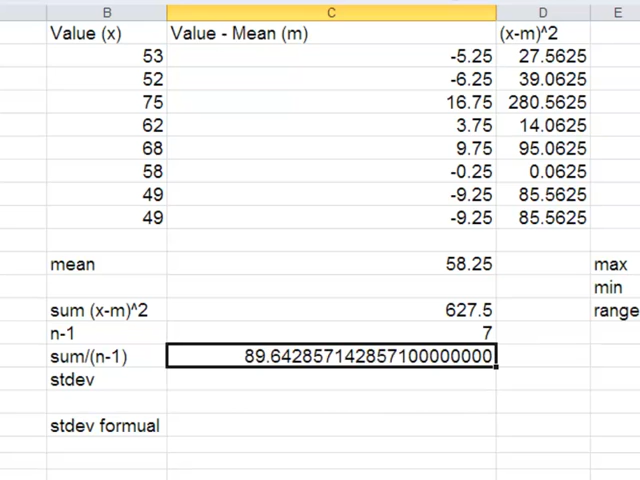 B C D E
Value (x) Value - Mean (m) (x-m)^2
53 -5.25 27.5625
52 -6.25 39.0625
75 16.75 280.5625
62 3.75 14.0625
68 9.75 95.0625
58 -0.25 0.0625
49 -9.25 85.5625
49 -9.25 85.5625
mean 58.25 max
min
sum (x-m)^2 627.5 range
n-1 7
sum/(n-1) 89.642857142857100000000
stdev
stdev formual